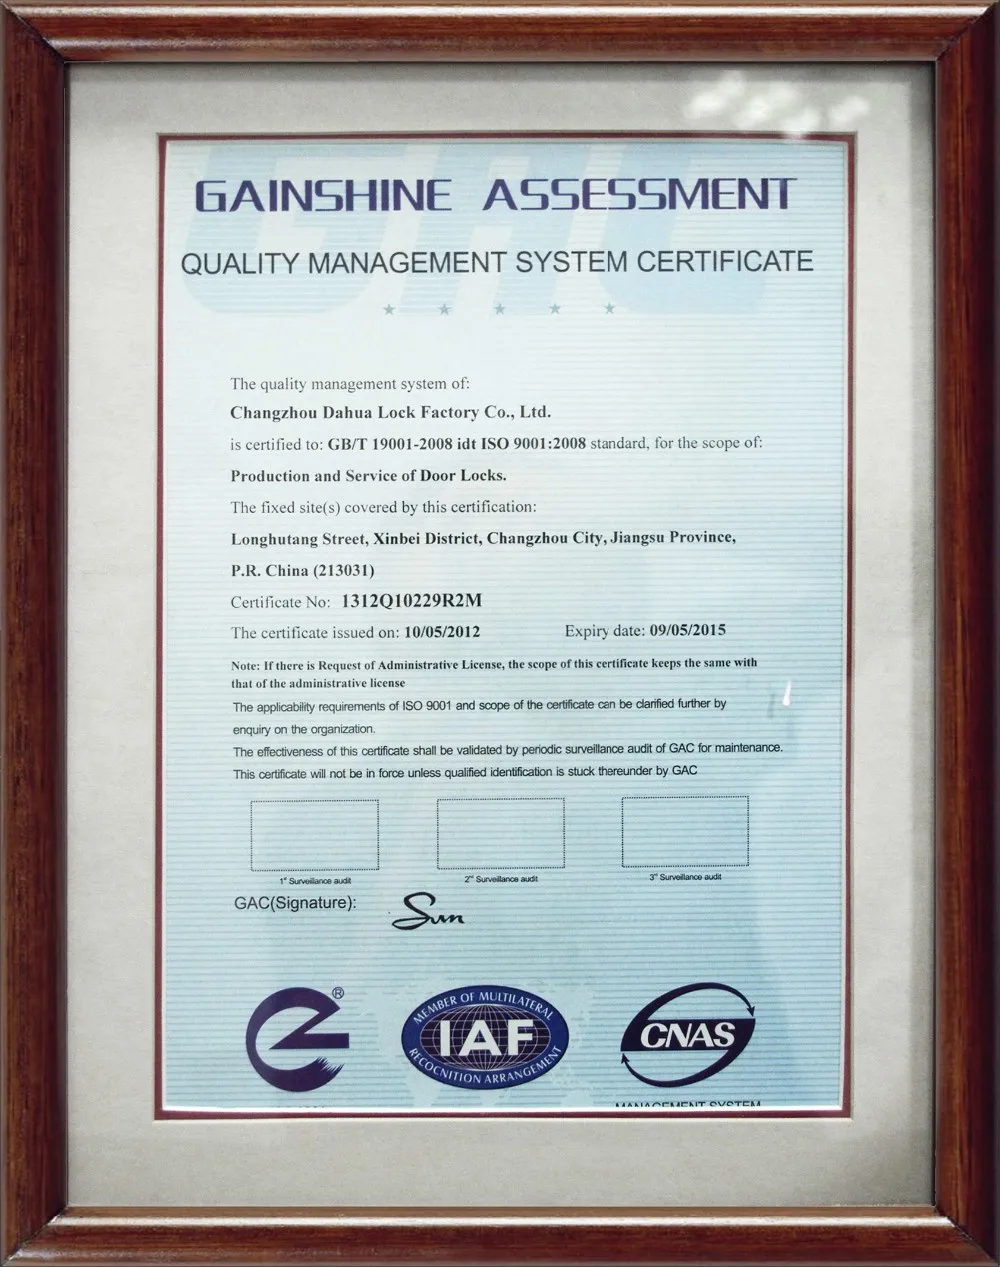 GAINSHINE ASSESSMENT
QUALITY MANAGEMENT SYSTEM CERTIFICATE
The quality management system of:
Changzhou Dahua Lock Factory Co., Ltd.
is certified to: GB/T 19001-2008 idt ISO 9001:2008 standard, for the scope of:
Production and Service of Door Locks.
The fixed site(s) covered by this certification:
Longhutang Street, Xinbei District, Changzhou City, Jiangsu Province,
P.R. China (213031)
Certificate No: 1312Q10229R2M
The certificate issued on: 10/05/2012 Expiry date: 09/05/2015
Note: If there is Request of Administrative License, the scope of this certificate keeps the same with
that of the administrative license
The applicability requirements of ISO 9001 and scope of the certificate can be clarified further by
enquiry on the organization.
The effectiveness of this certificate shall be validated by periodic surveillance audit of GAC for maintenance.
This certificate will not be in force unless qualified identification is stuck thereunder by GAC
1st Surveillance audit 2nd Surveillance audit 3rd Surveillance audit
GAC(Signature): Sun
®
MEMBER OF MULTILATERAL
IAF
RECOCNITION ARRANGEMENT
CNAS
MANAGEMENT SYSTEM